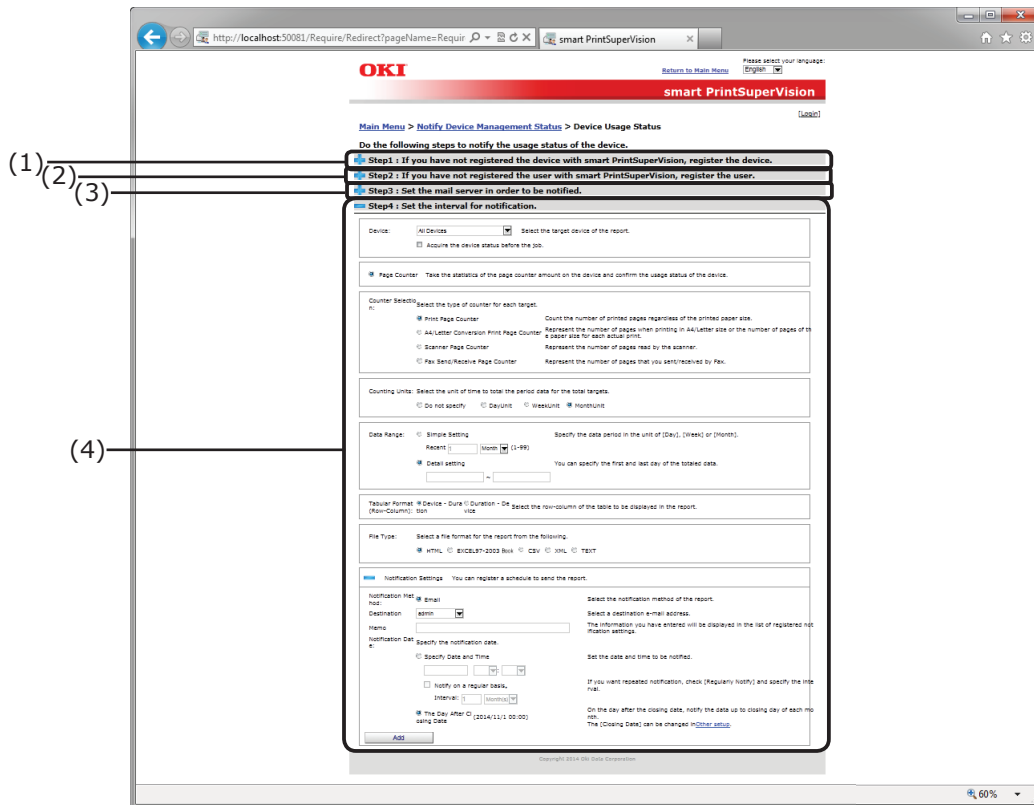 http://localhost:50081/Require/Redirect?pageName=Requir
smart PrintSuperVision
OKI
Return to Main Menu
Please select your language:
English
smart PrintSuperVision
[Login]
Main Menu > Notify Device Management Status > Device Usage Status
Do the following steps to notify the usage status of the device.
(1)
Step1 : If you have not registered the device with smart PrintSuperVision, register the device.
(2)
Step2 : If you have not registered the user with smart PrintSuperVision, register the user.
(3)
Step3 : Set the mail server in order to be notified.
Step4 : Set the interval for notification.
Device: All Devices Select the target device of the report.
Acquire the device status before the job.
Page Counter Take the statistics of the page counter amount on the device and confirm the usage status of the device.
Counter Selectio
n:
Select the type of counter for each target.
Print Page Counter Count the number of printed pages regardless of the printed paper size.
A4/Letter Conversion Print Page Counter Represent the number of pages when printing in A4/Letter size or the number of pages of th
e paper size for each actual print.
Scanner Page Counter Represent the number of pages read by the scanner.
Fax Send/Receive Page Counter Represent the number of pages that you sent/received by Fax.
Counting Units: Select the unit of time to total the period data for the total targets.
Do not specify DayUnit WeekUnit MonthUnit
(4)
Data Range: Simple Setting Specify the data period in the unit of [Day], [Week] or [Month].
Recent 1 Month (1-99)
Detail setting You can specify the first and last day of the totaled data.
~
Tabular Format
(Row-Column):
Device - Dura
tion
Duration - De
vice
Select the row-column of the table to be displayed in the report.
File Type: Select a file format for the report from the following.
HTML EXCEL97-2003 Book CSV XML TEXT
Notification Settings You can register a schedule to send the report.
Notification Met
hod:
Email Select the notification method of the report.
Destination admin Select a destination e-mail address.
Memo The information you have entered will be displayed in the list of registered not
ification settings.
Notification Dat
e:
Specify the notification date.
Specify Date and Time Set the date and time to be notified.
:
Notify on a regular basis. If you want repeated notification, check [Regularly Notify] and specify the inte
rval.
Interval: 1 Month(s)
The Day After Cl
osing Date
(2014/11/1 00:00)
On the day after the closing date, notify the data up to closing day of each mo
nth.
The [Closing Date] can be changed inOther setup.
Add
Copyright 2014 Oki Data Corporation
60%